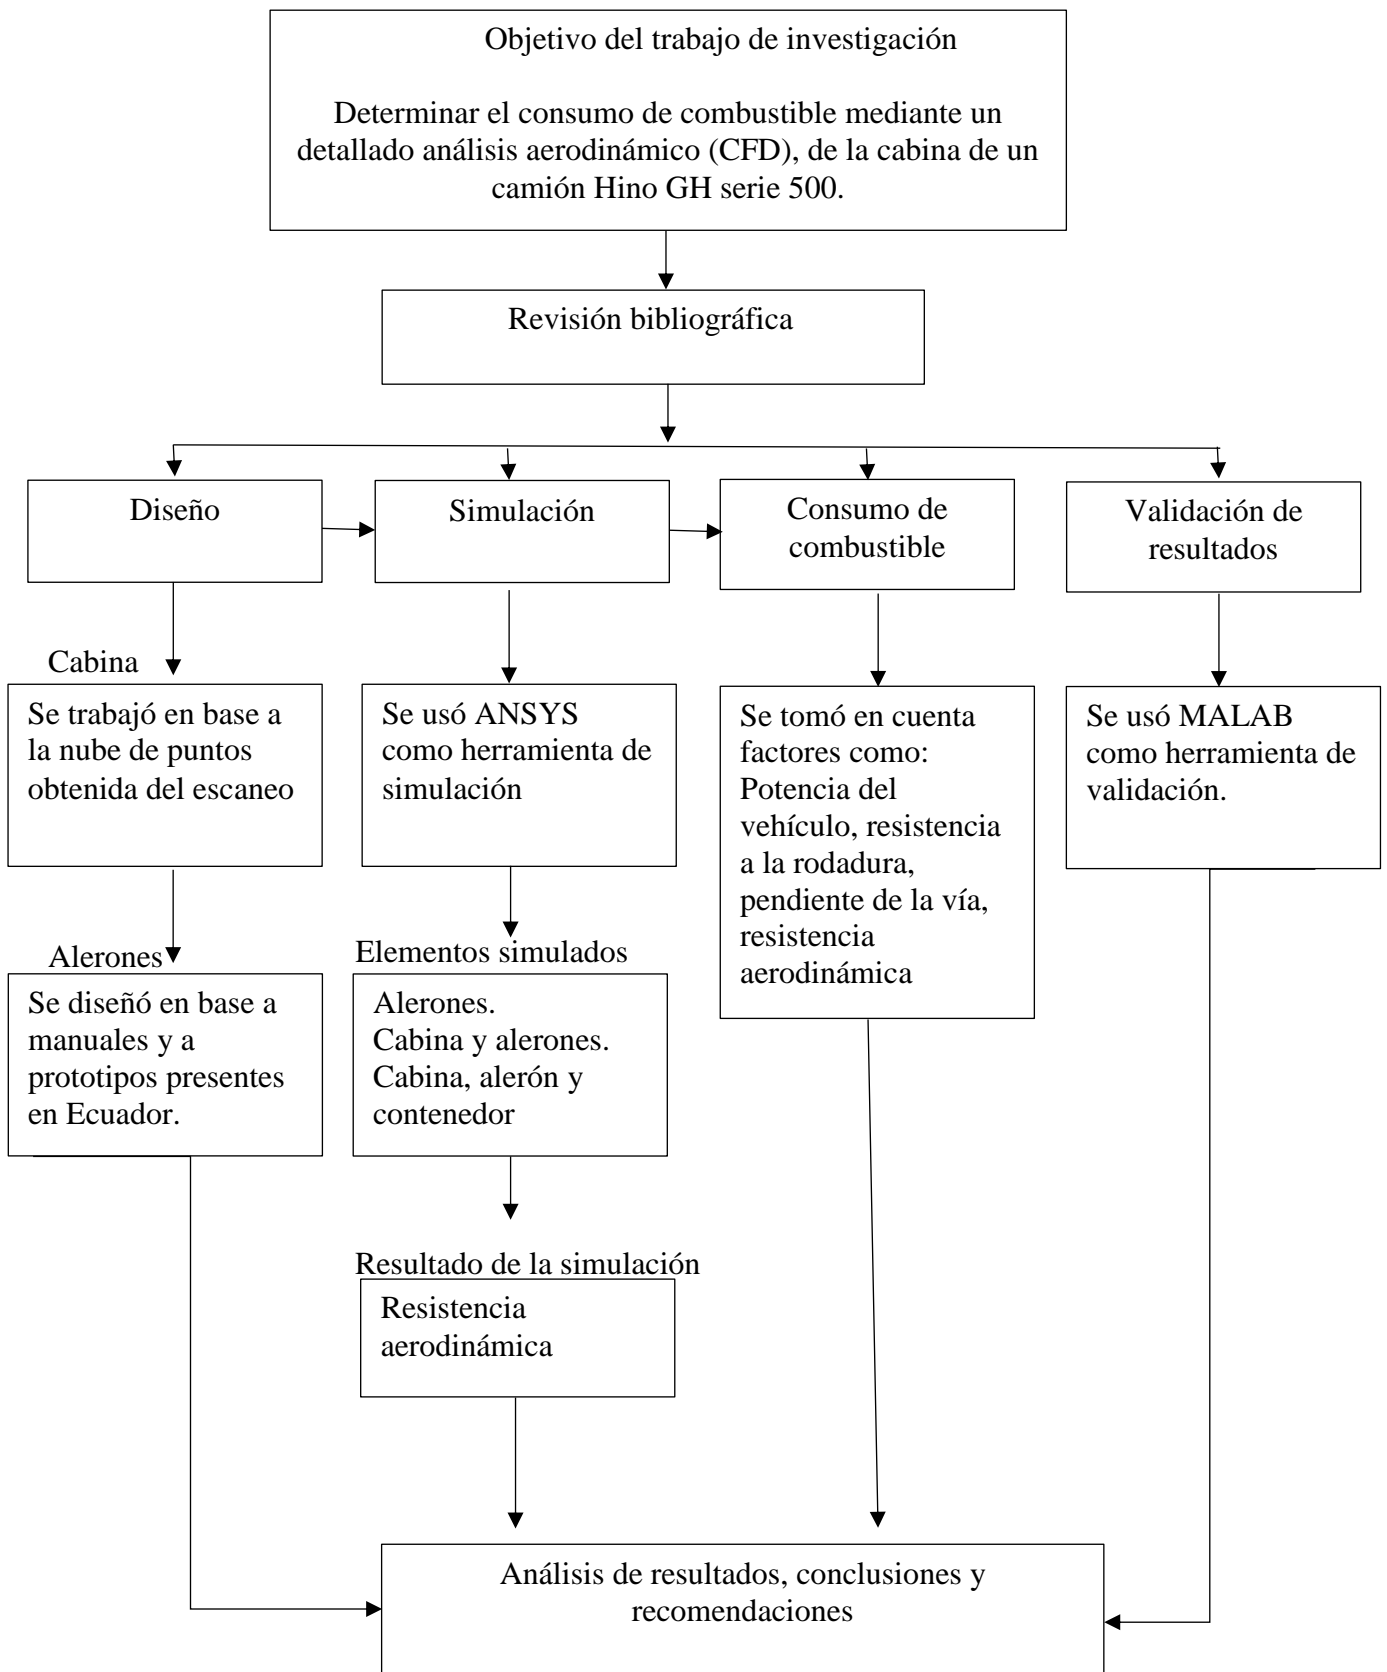 Objetivo del trabajo de investigación
Determinar el consumo de combustible mediante un
detallado análisis aerodinámico (CFD), de la cabina de un
camión Hino GH serie 500.
Revisión bibliográfica
Diseño
Simulación
Consumo de
combustible
Validación de
resultados
Cabina
Se trabajó en base a
la nube de puntos
obtenida del escaneo
Se usó ANSYS
como herramienta de
simulación
Se tomó en cuenta
factores como:
Potencia del
vehículo, resistencia
a la rodadura,
pendiente de la vía,
resistencia
aerodinámica
Se usó MALAB
como herramienta de
validación.
Alerones
Se diseñó en base a
manuales y a
prototipos presentes
en Ecuador.
Elementos simulados
Alerones.
Cabina y alerones.
Cabina, alerón y
contenedor
Resultado de la simulación
Resistencia
aerodinámica
Análisis de resultados, conclusiones y
recomendaciones